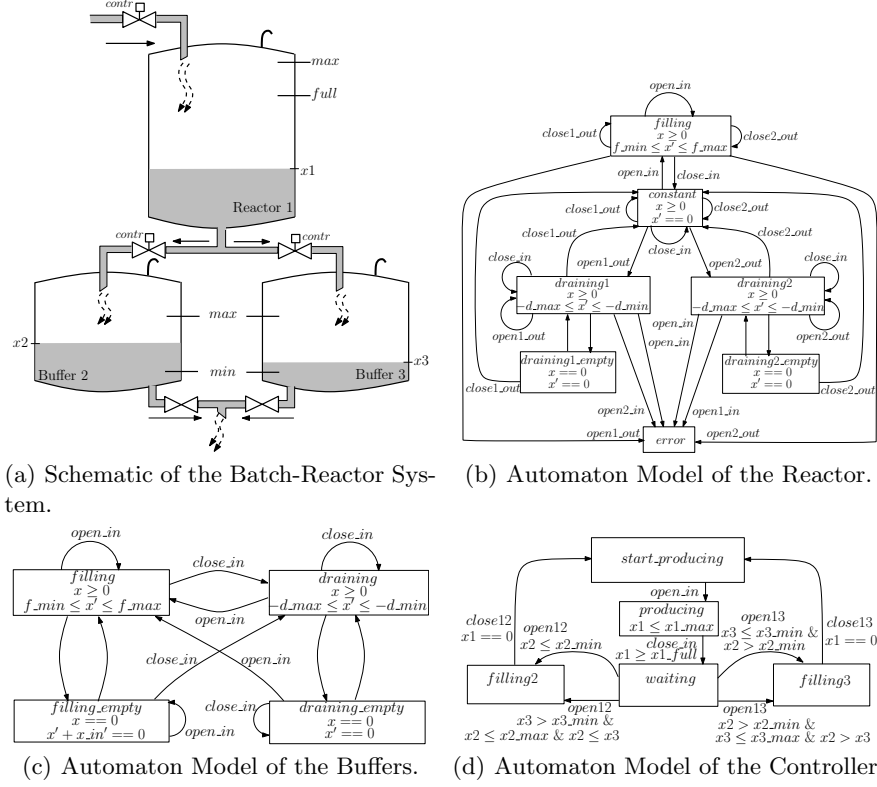 contr
max
full
x1
Reactor 1
contr
contr
max
x2
x3
min
Buffer 2
Buffer 3
(a) Schematic of the Batch-Reactor Sys-
tem.
open_in
filling
x ≥ 0
f_min ≤ x' ≤ f_max
close1_out
close2_out
open_in
close_in
constant
x ≥ 0
x' == 0
close1_out
close2_out
close1_out
close_in
close2_out
close_in
open1_out
open2_out
close_in
draining1
x ≥ 0
-d_max ≤ x' ≤ -d_min
draining2
x ≥ 0
-d_max ≤ x' ≤ -d_min
open1_out
open_in
open_in
open2_out
draining1_empty
x == 0
x' == 0
draining2_empty
x == 0
x' == 0
close1_out
close2_out
open2_in
open1_in
open1_out
error
open2_out
(b) Automaton Model of the Reactor.
open_in
close_in
close_in
filling
x ≥ 0
f_min ≤ x' ≤ f_max
draining
x ≥ 0
-d_max ≤ x' ≤ -d_min
open_in
close_in
open_in
filling_empty
x == 0
x' + x_in' == 0
open_in
close_in
draining_empty
x == 0
x' == 0
(c) Automaton Model of the Buffers.
start_producing
open_in
producing
x1 ≤ x1_max
close12
x1 == 0
open12
x2 ≤ x2_min
close_in
x1 ≥ x1_full
open13
x3 ≤ x3_min &
x2 > x2_min
close13
x1 == 0
filling2
waiting
filling3
open12
x3 > x3_min &
x2 ≤ x2_max & x2 ≤ x3
open13
x2 > x2_min &
x3 ≤ x3_max & x2 > x3
(d) Automaton Model of the Controller